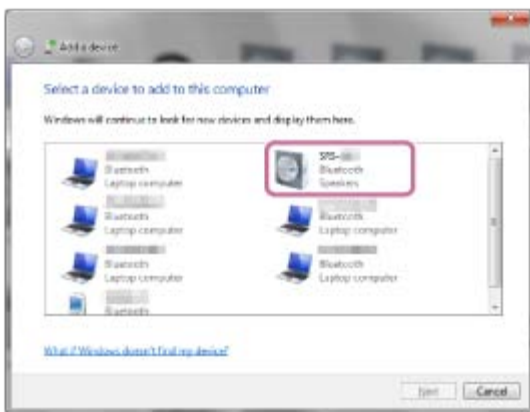 Add a device
Select a device to add to this computer
Windows will continue to look for new devices and display them here.
Bluetooth
Laptop computer
SRS-
Bluetooth
Speakers
Bluetooth
Laptop computer
Bluetooth
Laptop computer
Bluetooth
Laptop computer
Bluetooth
Laptop computer
Bluetooth
What if Windows doesn't find my device?
Next
Cancel